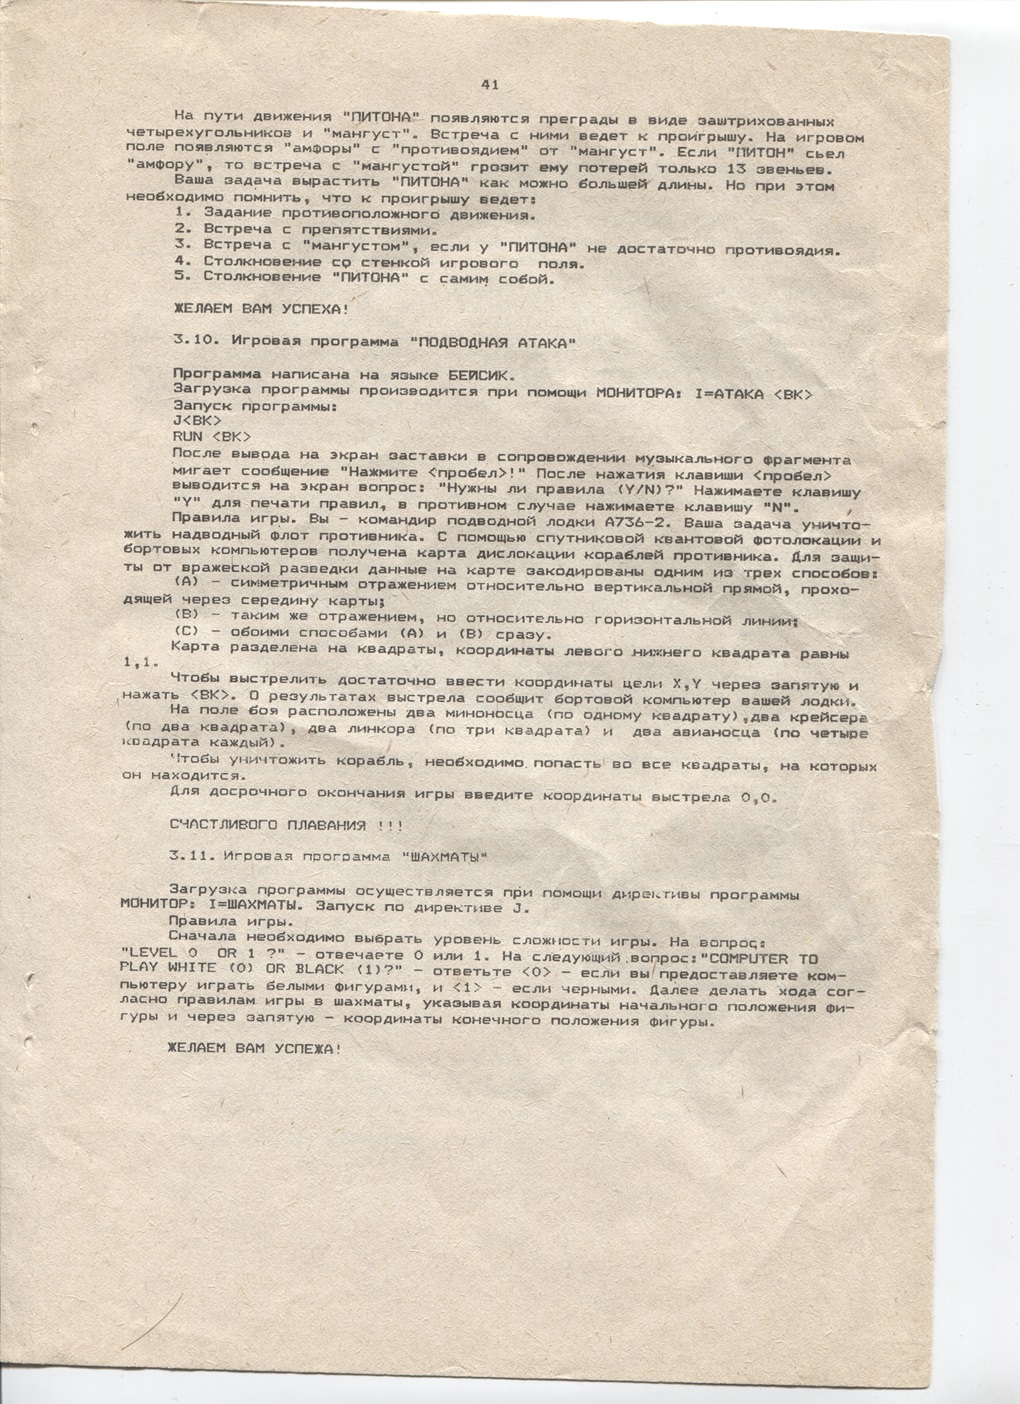 41
На пути движения "ПИТОНА" появляются преграды в виде заштрихованных
четырехугольников и "мангуст". Встреча с ними ведет к проигрышу. На игровом
поле появляются "амфоры" с "противоядием" от "мангуст". Если "ПИТОН" сьел
"амфору", то встреча с "мангустой" грозит ему потерей только 13 звеньев.
Ваша задача вырастить "ПИТОНА" как можно большей длины. Но при этом
необходимо помнить, что к проигрышу ведет:
1. Задание противоположного движения.
2. Встреча с препятствиями.
3. Встреча с "мангустом", если у "ПИТОНА" не достаточно противоядия.
4. Столкновение со стенкой игрового поля.
5. Столкновение "ПИТОНА" с самим собой.
ЖЕЛАЕМ ВАМ УСПЕХА!
3.10. Игровая программа "ПОДВОДНАЯ АТАКА"
Программа написана на языке БЕЙСИК.
Загрузка программы производится при помощи МОНИТОРА: I=АТАКА <ВК>
Запуск программы:
J<ВК>
RUN <ВК>
После вывода на экран заставки в сопровождении музыкального фрагмента
мигает сообщение "Нажмите <пробел>!" После нажатия клавиши <пробел>
выводится на экран вопрос: "Нужны ли правила (Y/N)?" Нажимаете клавишу
"Y" для печати правил, в противном случае нажимаете клавишу "N".
Правила игры. Вы - командир подводной лодки А736-2. Ваша задача уничто-
жить надводный флот противника. С помощью спутниковой квантовой фотолокации и
бортовых компьютеров получена карта дислокации кораблей противника. Для защи-
ты от вражеской разведки данные на карте закодированы одним из трех способов:
(А) - симметричным отражением относительно вертикальной прямой, прохо-
дящей через середину карты;
(В) - таким же отражением, но относительно горизонтальной линии;
(С) - обоими способами (А) и (В) сразу.
Карта разделена на квадраты, координаты левого нижнего квадрата равны
1,1.
Чтобы выстрелить достаточно ввести координаты цели X,Y через запятую и
нажать <ВК>. О результатах выстрела сообщит бортовой компьютер вашей лодки.
На поле боя расположены два миноносца (по одному квадрату),два крейсера
(по два квадрата), два линкора (по три квадрата) и два авианосца (по четыре
квадрата каждый).
Чтобы уничтожить корабль, необходимо попасть во все квадраты, на которых
он находится.
Для досрочного окончания игры введите координаты выстрела 0,0.
СЧАСТЛИВОГО ПЛАВАНИЯ !!!
3.11. Игровая программа "ШАХМАТЫ"
Загрузка программы осуществляется при помощи директивы программы
МОНИТОР: I=ШАХМАТЫ. Запуск по директиве J.
Правила игры.
Сначала необходимо выбрать уровень сложности игры. На вопрос:
"LEVEL 0 OR 1 ?" - отвечаете 0 или 1. На следующий вопрос:"COMPUTER TO
PLAY WHITE (0) OR BLACK (1)?" - ответьте <0> - если вы предоставляете ком-
пьютеру играть белыми фигурами, и <1> - если черными. Далее делать хода сог-
ласно правилам игры в шахматы, указывая координаты начального положения фи-
гуры и через запятую - координаты конечного положения фигуры.
ЖЕЛАЕМ ВАМ УСПЕЖА!